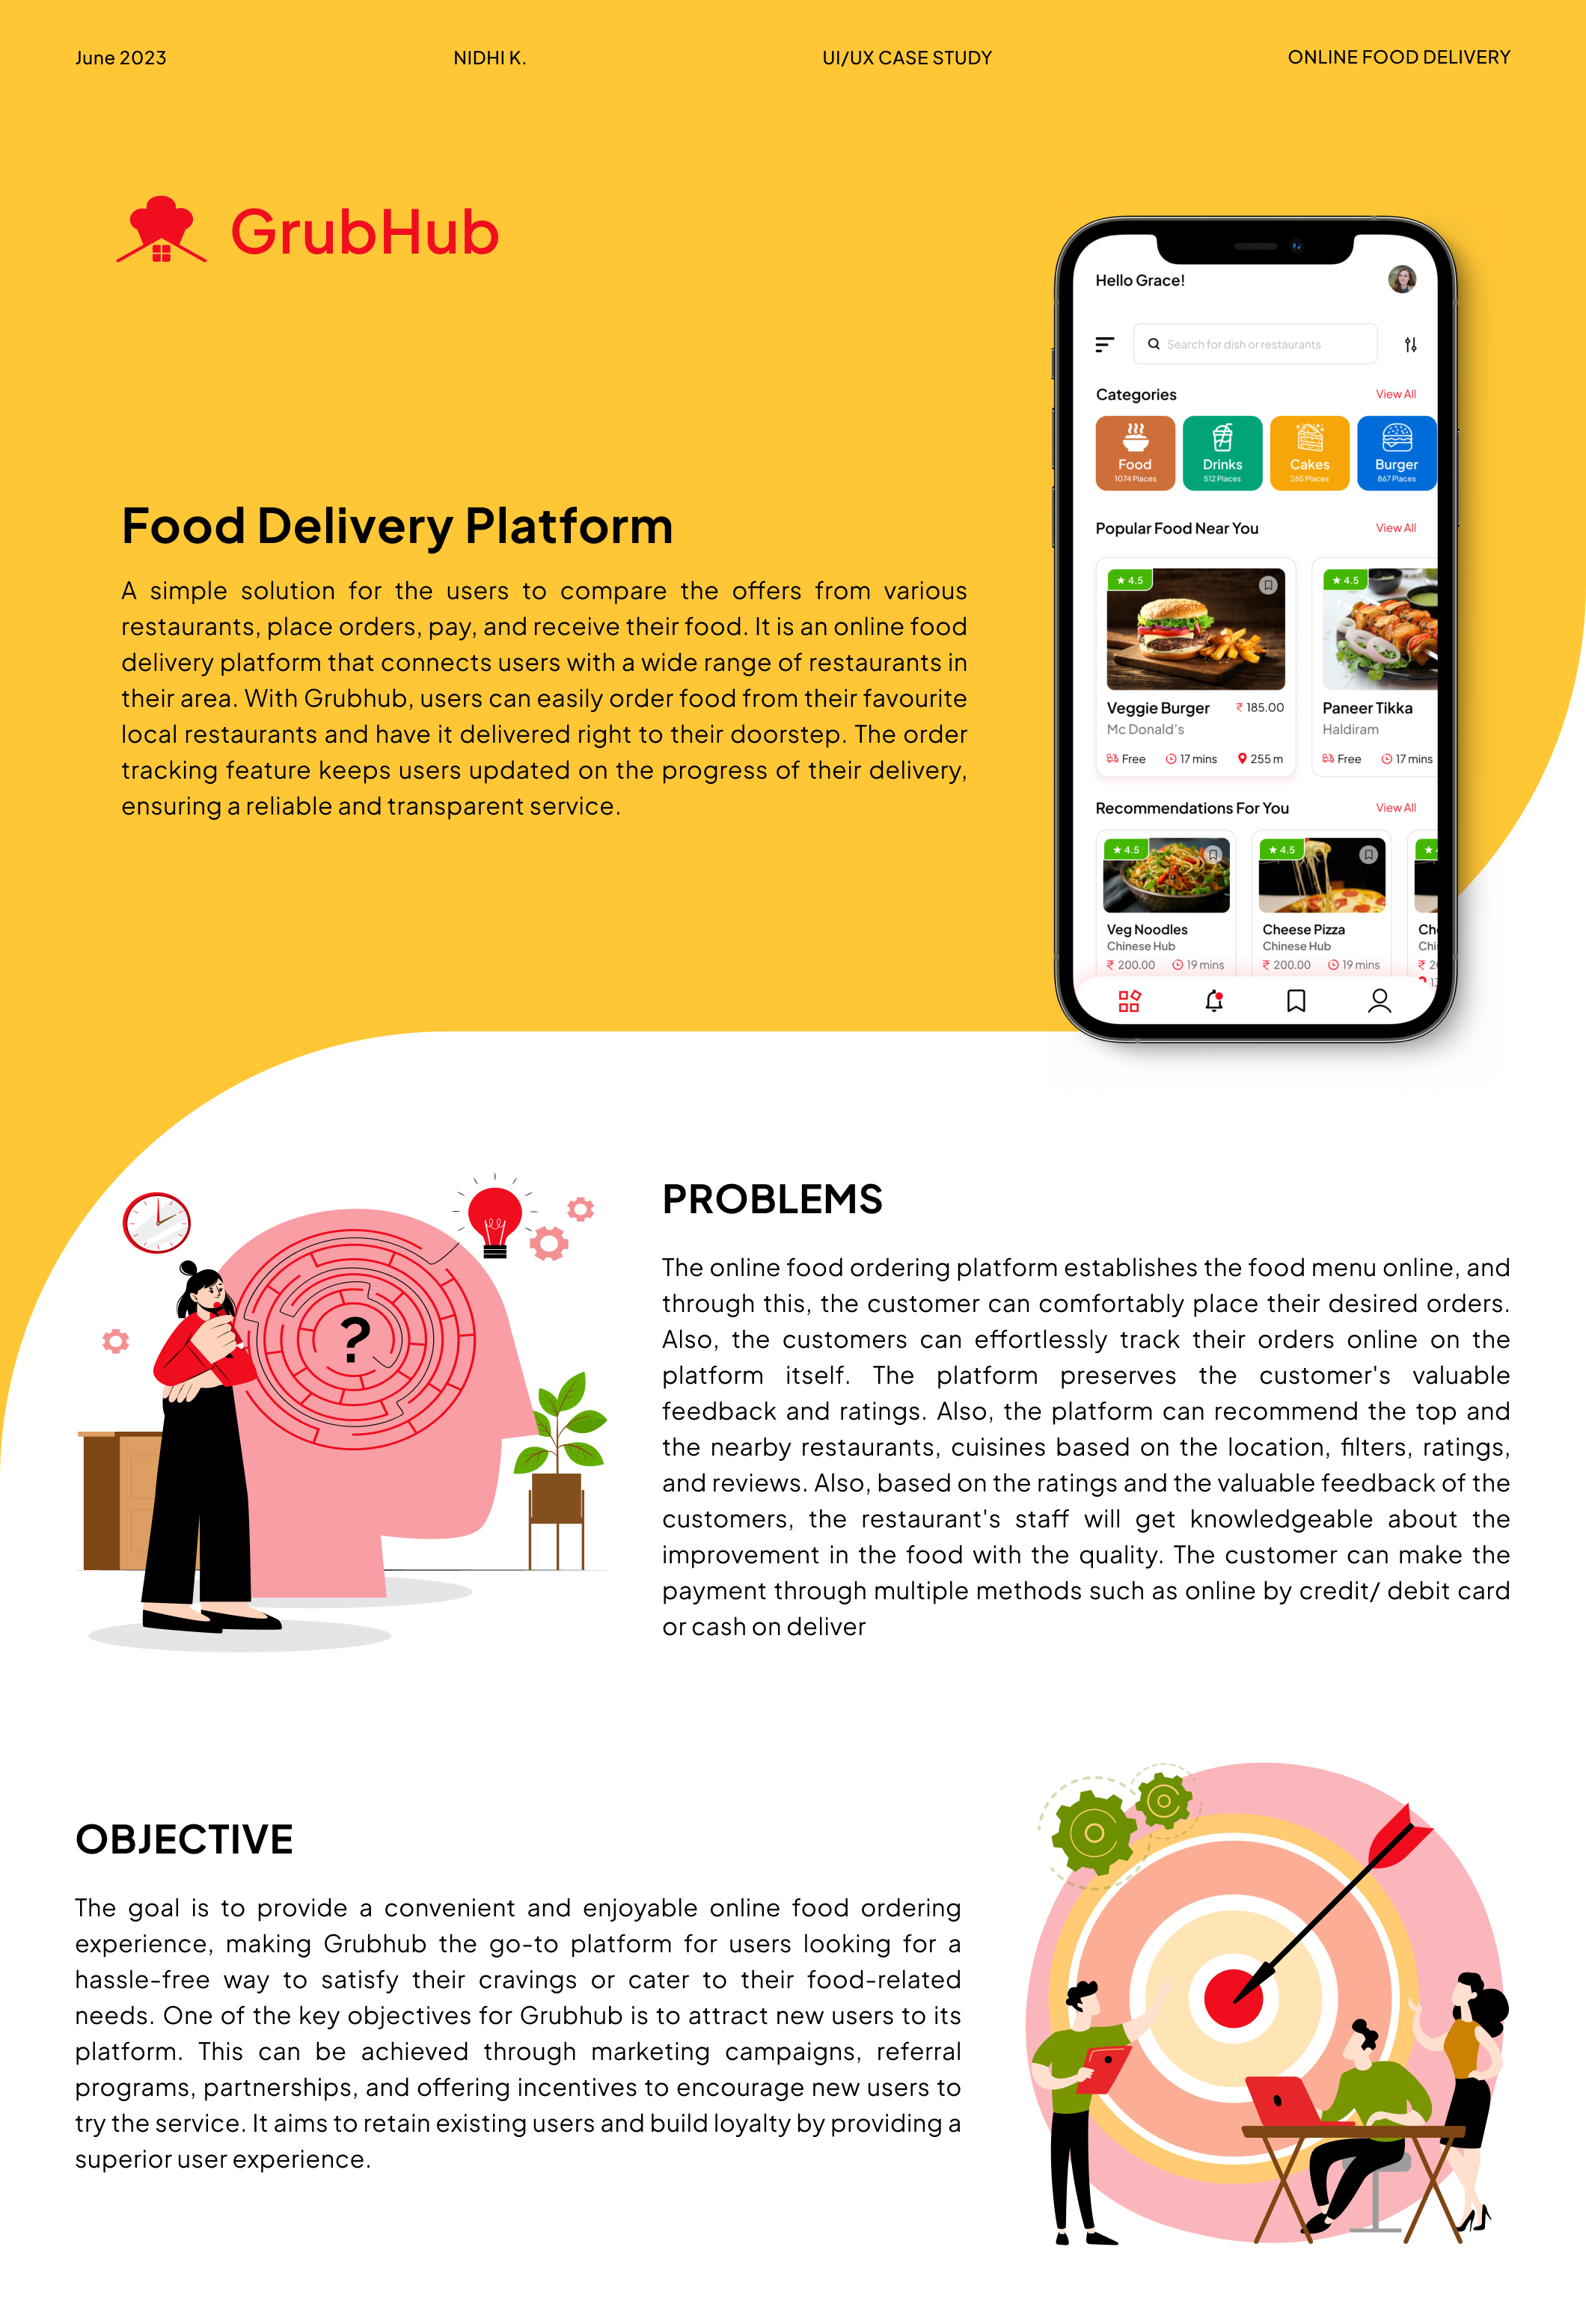 June 2023
NIDHI K.
UI/UX CASE STUDY
ONLINE FOOD DELIVERY
GrubHub
Food Delivery Platform
A simple solution for the users to compare the offers from various
restaurants, place orders, pay, and receive their food. It is an online food
delivery platform that connects users with a wide range of restaurants in
their area. With Grubhub, users can easily order food from their favourite
local restaurants and have it delivered right to their doorstep. The order
tracking feature keeps users updated on the progress of their delivery,
ensuring a reliable and transparent service.
Hello Grace!
Search for dish or restaurants
Categories
View All
Food
1074 Places
Drinks
512 Places
Cakes
265 Places
Burger
867 Places
Popular Food Near You
View All
★ 4.5
Veggie Burger
₹ 185.00
Mc Donald's
Free
17 mins
255 m
★ 4.5
Paneer Tikka
Haldiram
Free
17 mins
Recommendations For You
View All
★ 4.5
Veg Noodles
Chinese Hub
₹ 200.00
19 mins
★ 4.5
Cheese Pizza
Chinese Hub
₹ 200.00
19 mins
PROBLEMS
The online food ordering platform establishes the food menu online, and
through this, the customer can comfortably place their desired orders.
Also, the customers can effortlessly track their orders online on the
platform itself. The platform preserves the customer's valuable
feedback and ratings. Also, the platform can recommend the top and
the nearby restaurants, cuisines based on the location, filters, ratings,
and reviews. Also, based on the ratings and the valuable feedback of the
customers, the restaurant's staff will get knowledgeable about the
improvement in the food with the quality. The customer can make the
payment through multiple methods such as online by credit/ debit card
or cash on deliver
?
OBJECTIVE
The goal is to provide a convenient and enjoyable online food ordering
experience, making Grubhub the go-to platform for users looking for a
hassle-free way to satisfy their cravings or cater to their food-related
needs. One of the key objectives for Grubhub is to attract new users to its
platform. This can be achieved through marketing campaigns, referral
programs, partnerships, and offering incentives to encourage new users to
try the service. It aims to retain existing users and build loyalty by providing a
superior user experience.